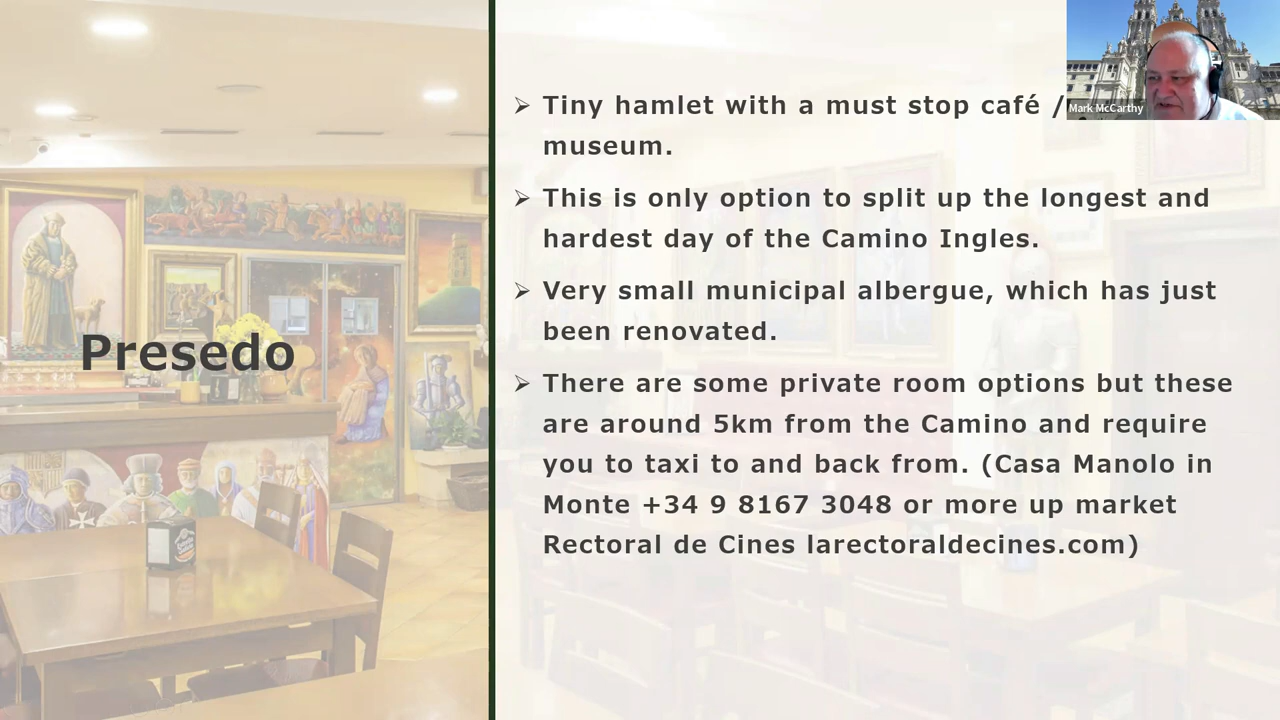 Presedo
Tiny hamlet with a must stop café /
museum.
This is only option to split up the longest and
hardest day of the Camino Ingles.
Very small municipal albergue, which has just
been renovated.
There are some private room options but these
are around 5km from the Camino and require
you to taxi to and back from. (Casa Manolo in
Monte +34 9 8167 3048 or more up market
Rectoral de Cines larectoraldecines.com)
Mark McCarthy